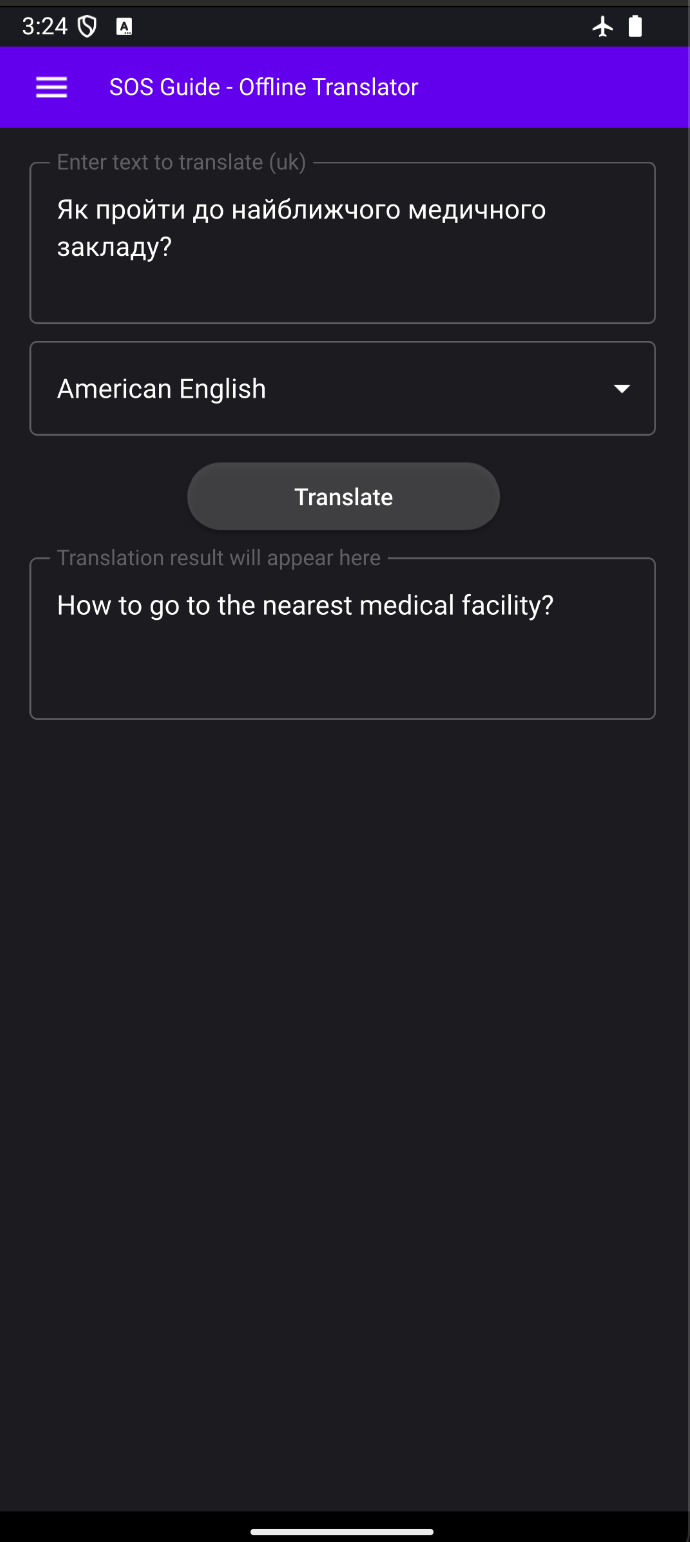 3:24
A
SOS Guide - Offline Translator
Enter text to translate (uk)
Як пройти до найближчого медичного
закладу?
American English
Translate
Translation result will appear here
How to go to the nearest medical facility?